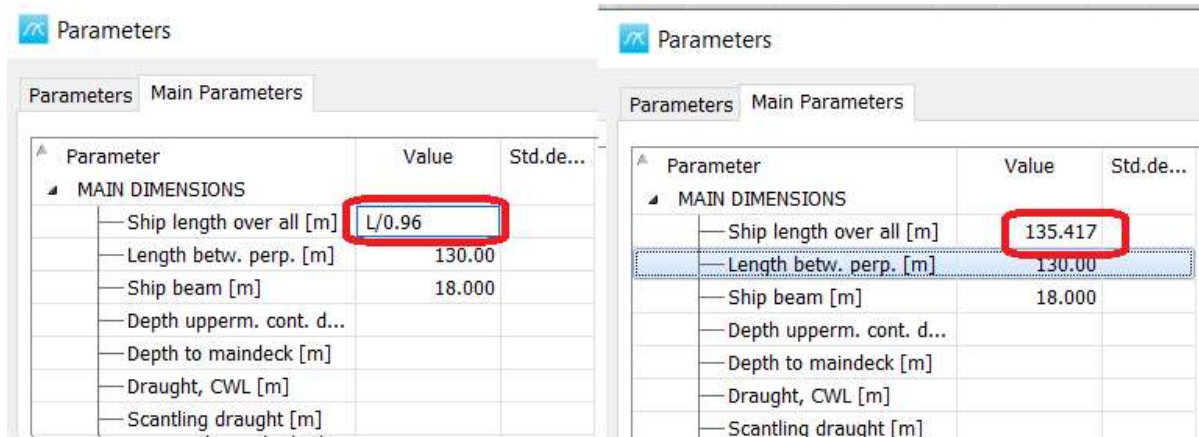 Parameters
Parameters Main Parameters
Parameter Value Std.de...
MAIN DIMENSIONS
Ship length over all [m] L/0.96
Length betw. perp. [m] 130.00
Ship beam [m] 18.000
Depth upperm. cont. d...
Depth to maindeck [m]
Draught, CWL [m]
Scantling draught [m]
Parameters
Parameters Main Parameters
Parameter Value Std.de...
MAIN DIMENSIONS
Ship length over all [m] 135.417
Length betw. perp. [m] 130.00
Ship beam [m] 18.000
Depth upperm. cont. d...
Depth to maindeck [m]
Draught, CWL [m]
Scantling draught [m]